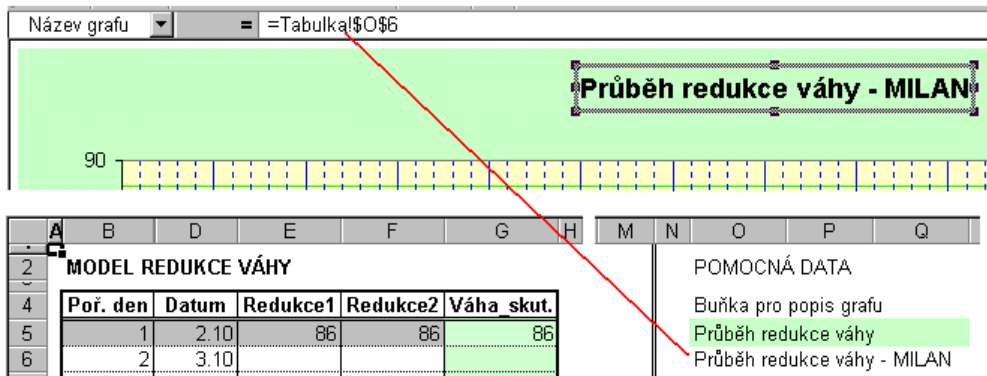 Název grafu = =Tabulka!$O$6
Průběh redukce váhy - MILAN
90
A B D E F G H M N O P Q
2 MODEL REDUKCE VÁHY POMOCNÁ DATA
4 Poř. den Datum Redukce1 Redukce2 Váha_skut. Buňka pro popis grafu
5 1 2.10 86 86 86 Průběh redukce váhy
6 2 3.10 Průběh redukce váhy - MILAN